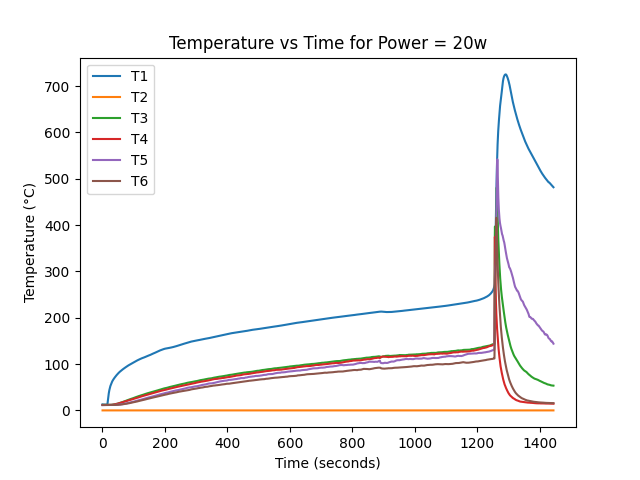 Temperature vs Time for Power = 20w
T1
T2
T3
T4
T5
T6
700
600
500
400
300
200
100
0
Temperature (°C)
0 200 400 600 800 1000 1200 1400
Time (seconds)